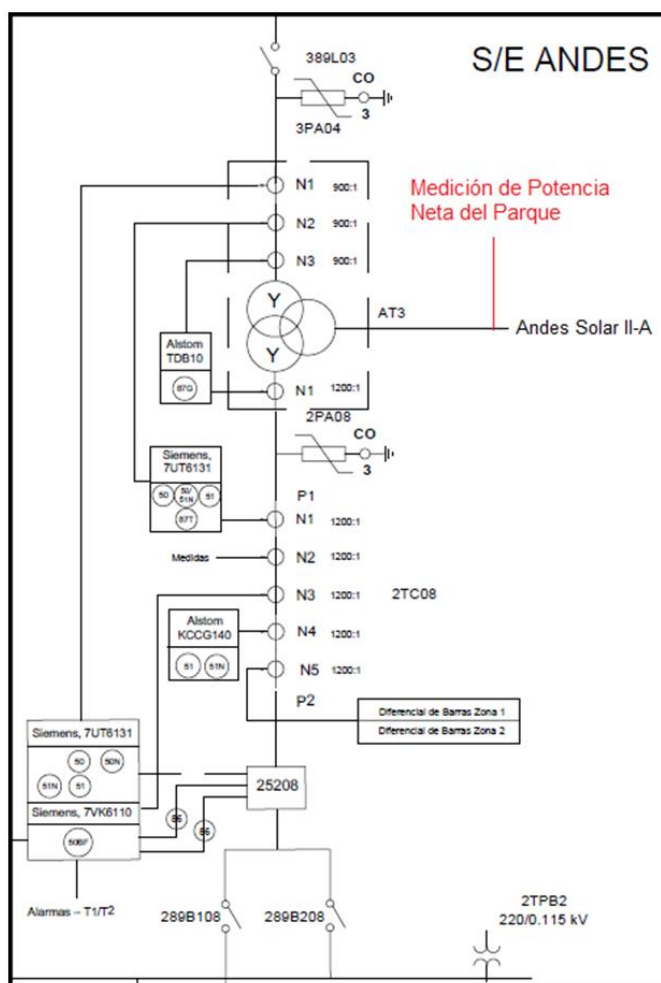 S/E ANDES
389L03
CO
3
3PA04
N1 900:1
N2 900:1
N3 900:1
Medición de Potencia
Neta del Parque
Y
Y
AT3
Andes Solar II-A
Alstom
TDB10
87G
N1 1200:1
2PA08
CO
3
Siemens,
7UT6131
50
50/
51N
51
87T
P1
N1 1200:1
Medidas
N2 1200:1
N3 1200:1
2TC08
Alstom
KCCG140
51
51N
N4 1200:1
N5 1200:1
P2
Diferencial de Barras Zona 1
Diferencial de Barras Zona 2
Siemens, 7UT6131
50
50N
51N
51
Siemens, 7VK6110
50BF
86
86
25208
Alarmas – T1/T2
289B108
289B208
2TPB2
220/0.115 kV